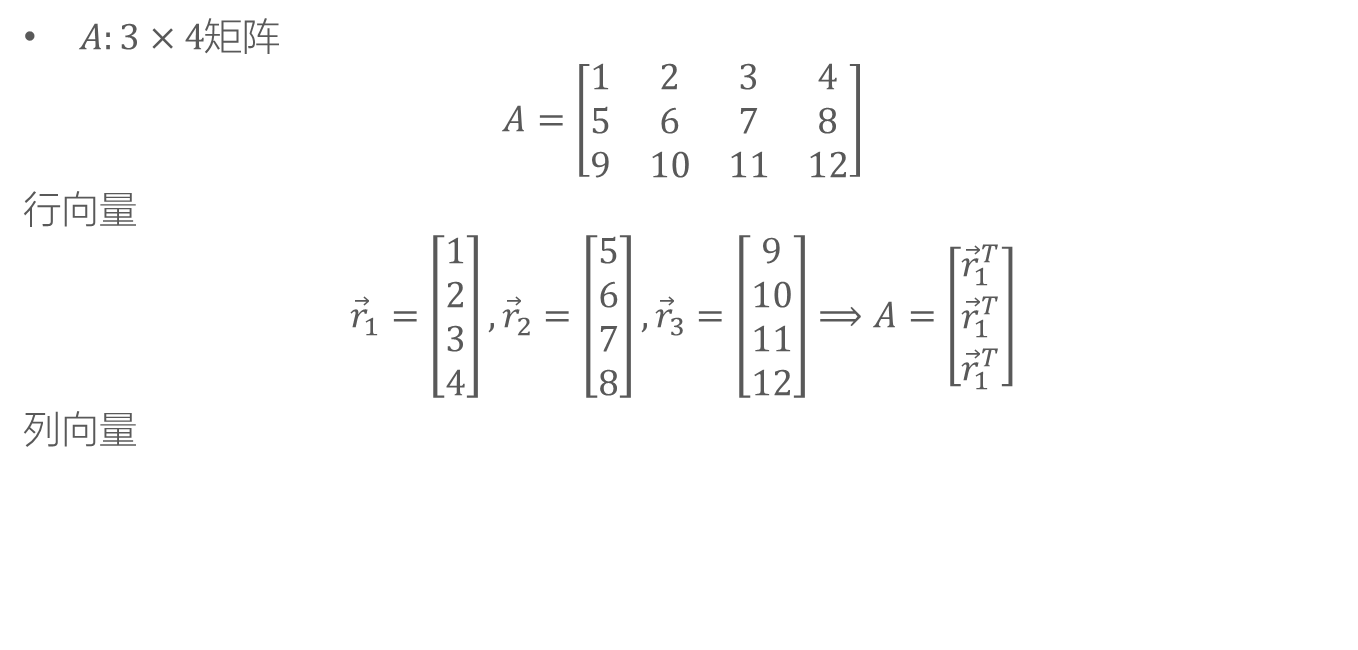 • A: 3 × 4矩阵
A = [1 2 3 4
5 6 7 8
9 10 11 12]
行向量
r⃗₁ = [1 2 3 4], r⃗₂ = [5 6 7 8], r⃗₃ = [9 10 11 12] ⟹ A = [r⃗₁ᵀ r⃗₁ᵀ r⃗₁ᵀ]
列向量